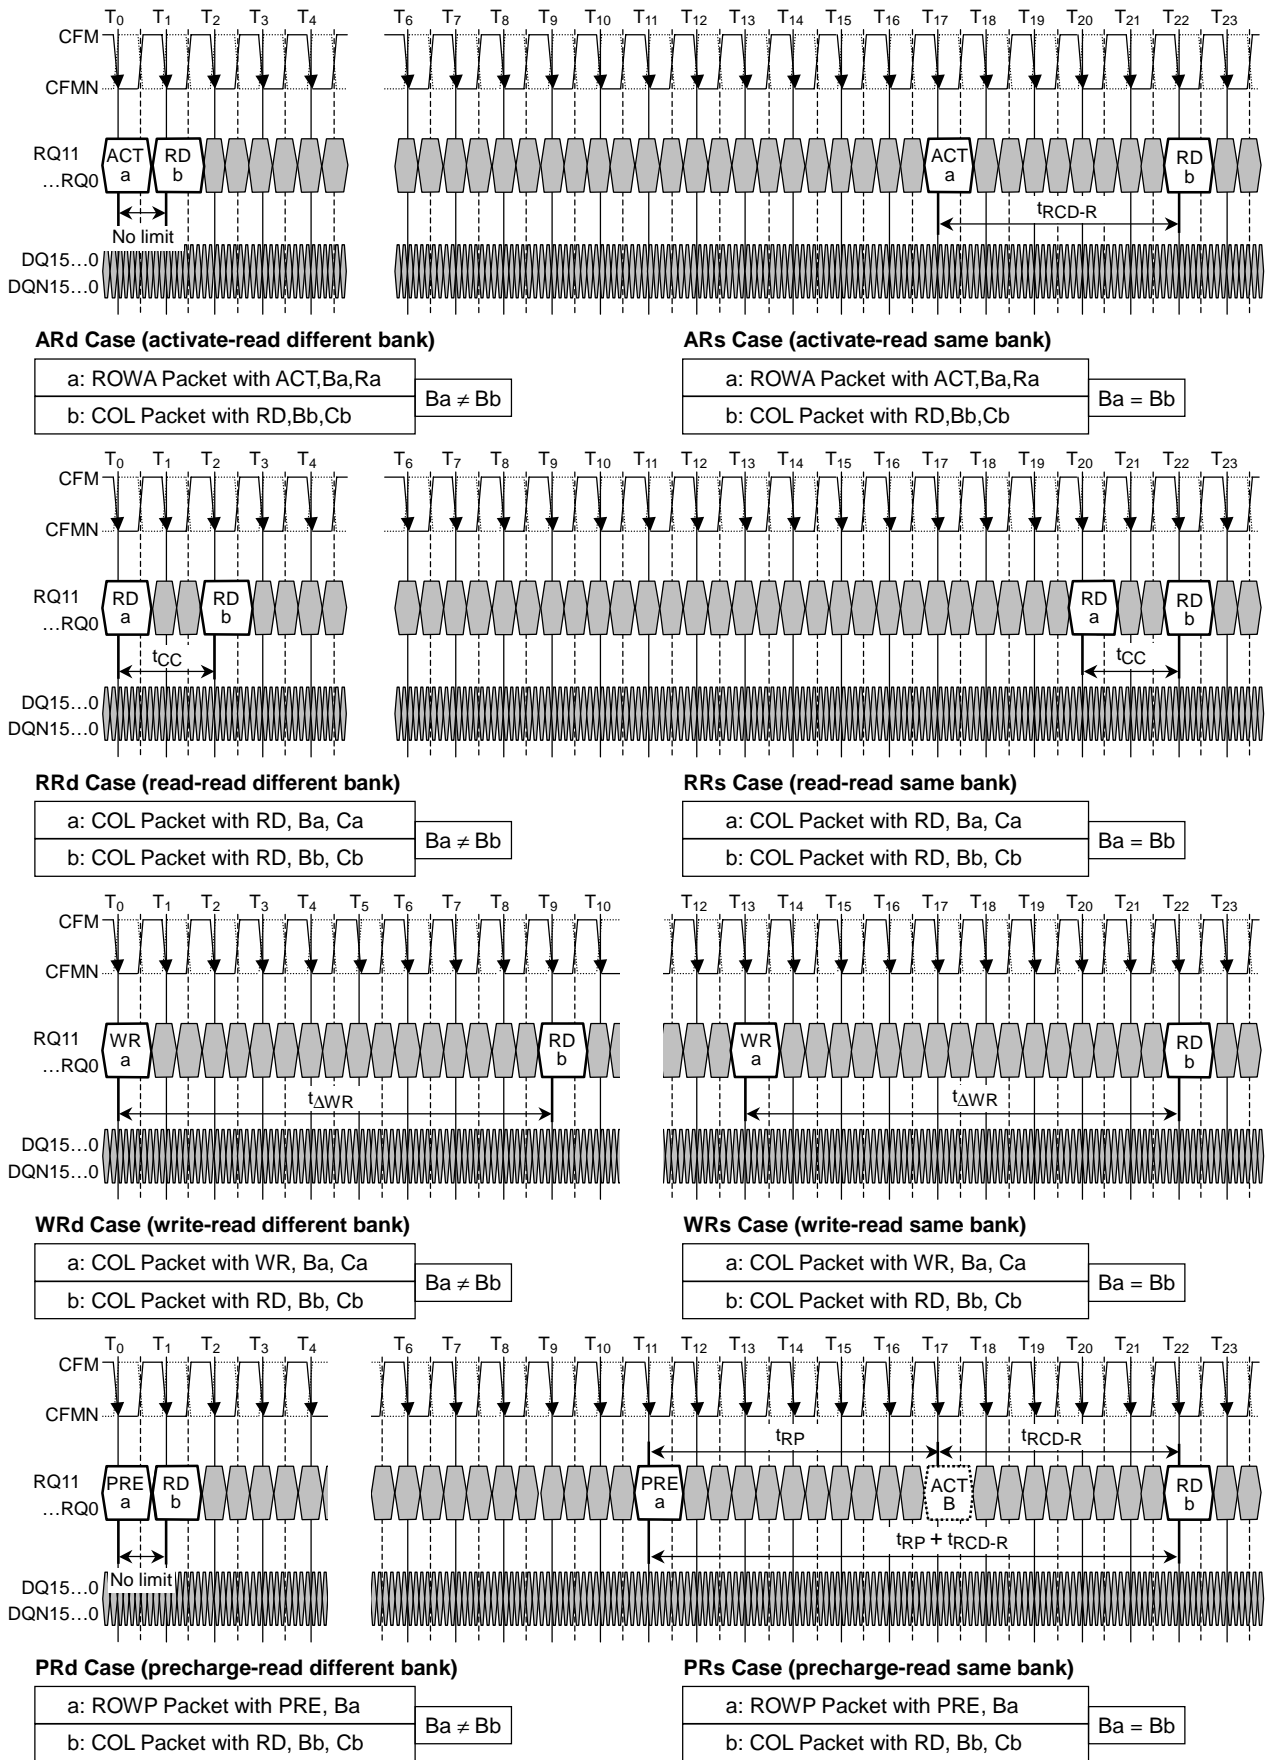 T0 T1 T2 T3 T4 T6 T7 T8 T9 T10 T11 T12 T13 T14 T15 T16 T17 T18 T19 T20 T21 T22 T23
CFM
CFMN
RQ11 ACT RD ACT RD
…RQ0 a b a b
No limit tRCD-R
DQ15…0
DQN15…0
ARd Case (activate-read different bank) ARs Case (activate-read same bank)
a: ROWA Packet with ACT,Ba,Ra a: ROWA Packet with ACT,Ba,Ra
Ba ≠ Bb Ba = Bb
b: COL Packet with RD,Bb,Cb b: COL Packet with RD,Bb,Cb
T0 T1 T2 T3 T4 T6 T7 T8 T9 T10 T11 T12 T13 T14 T15 T16 T17 T18 T19 T20 T21 T22 T23
CFM
CFMN
RQ11 RD RD RD RD
…RQ0 a b a b
tCC tCC
DQ15…0
DQN15…0
RRd Case (read-read different bank) RRs Case (read-read same bank)
a: COL Packet with RD, Ba, Ca a: COL Packet with RD, Ba, Ca
Ba ≠ Bb Ba = Bb
b: COL Packet with RD, Bb, Cb b: COL Packet with RD, Bb, Cb
T0 T1 T2 T3 T4 T5 T6 T7 T8 T9 T10 T12 T13 T14 T15 T16 T17 T18 T19 T20 T21 T22 T23
CFM
CFMN
RQ11 WR RD WR RD
…RQ0 a b a b
t∆WR t∆WR
DQ15…0
DQN15…0
WRd Case (write-read different bank) WRs Case (write-read same bank)
a: COL Packet with WR, Ba, Ca a: COL Packet with WR, Ba, Ca
Ba ≠ Bb Ba = Bb
b: COL Packet with RD, Bb, Cb b: COL Packet with RD, Bb, Cb
T0 T1 T2 T3 T4 T6 T7 T8 T9 T10 T11 T12 T13 T14 T15 T16 T17 T18 T19 T20 T21 T22 T23
CFM
CFMN
tRP tRCD-R
RQ11 PRE RD PRE ACT RD
…RQ0 a b a B b
tRP + tRCD-R
No limit
DQ15…0
DQN15…0
PRd Case (precharge-read different bank) PRs Case (precharge-read same bank)
a: ROWP Packet with PRE, Ba a: ROWP Packet with PRE, Ba
Ba ≠ Bb Ba = Bb
b: COL Packet with RD, Bb, Cb b: COL Packet with RD, Bb, Cb